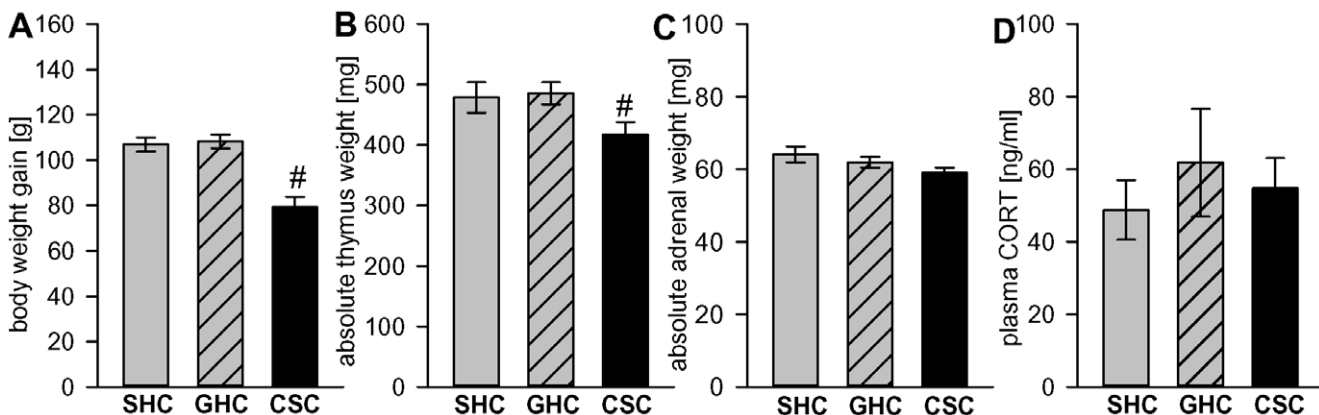 A
body weight gain [g]
160
140
120
100
80
60
40
20
0
#
SHC GHC CSC
B
absolute thymus weight [mg]
600
500
400
300
200
100
0
#
SHC GHC CSC
C
absolute adrenal weight [mg]
100
80
60
40
20
0
SHC GHC CSC
D
plasma CORT [ng/ml]
100
80
60
40
20
0
SHC GHC CSC